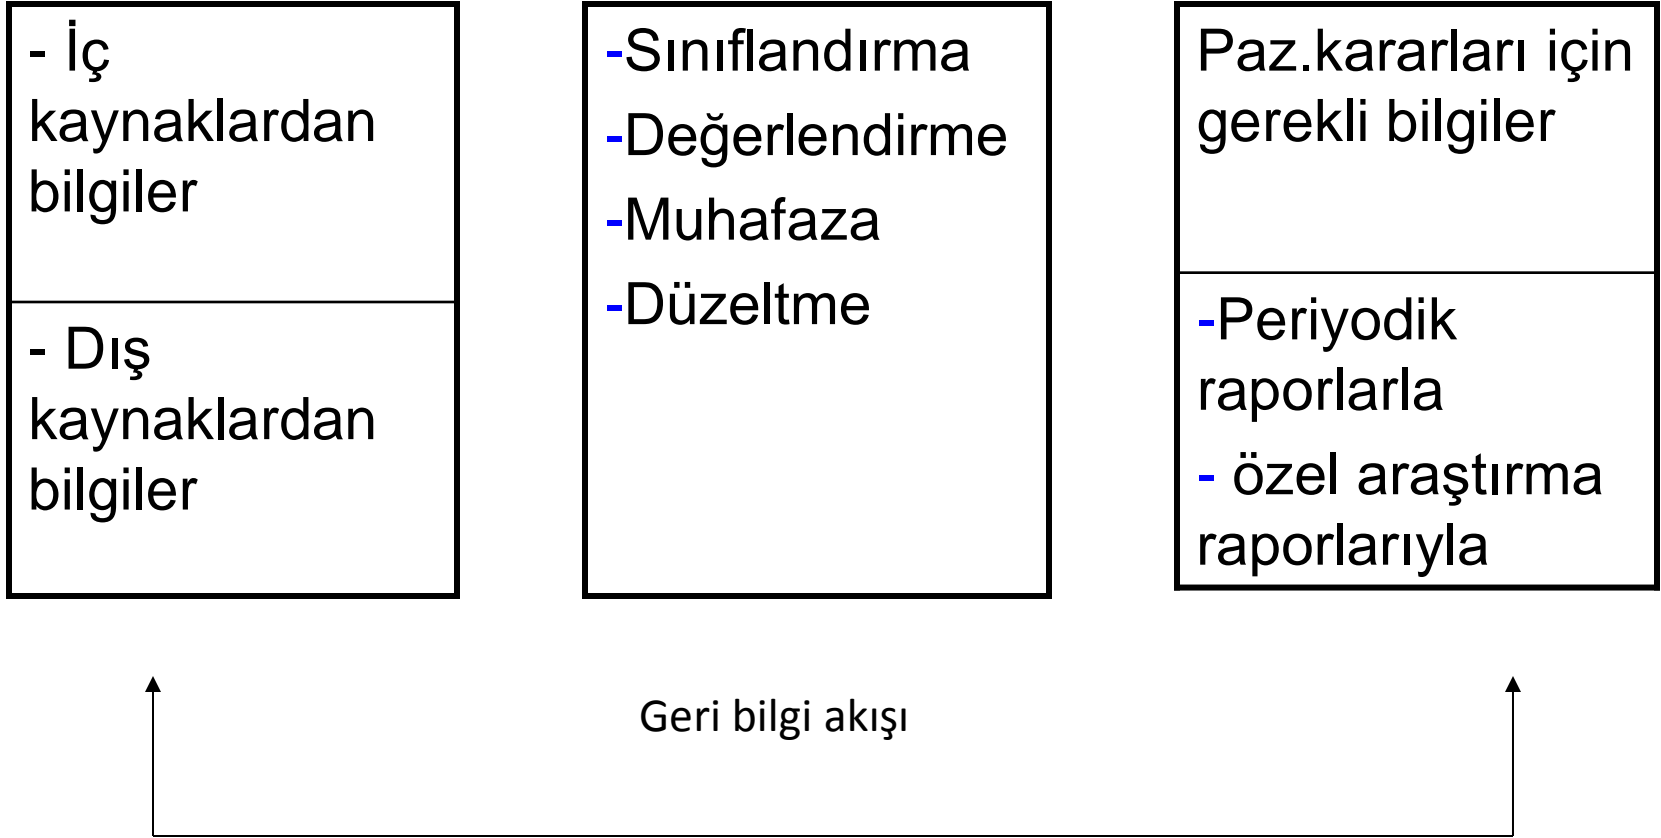 - İç
kaynaklardan
bilgiler
- Dış
kaynaklardan
bilgiler
-Sınıflandırma
-Değerlendirme
-Muhafaza
-Düzeltme
Paz.kararları için
gerekli bilgiler
-Periyodik
raporlarla
- özel araştırma
raporlarıyla
Geri bilgi akışı